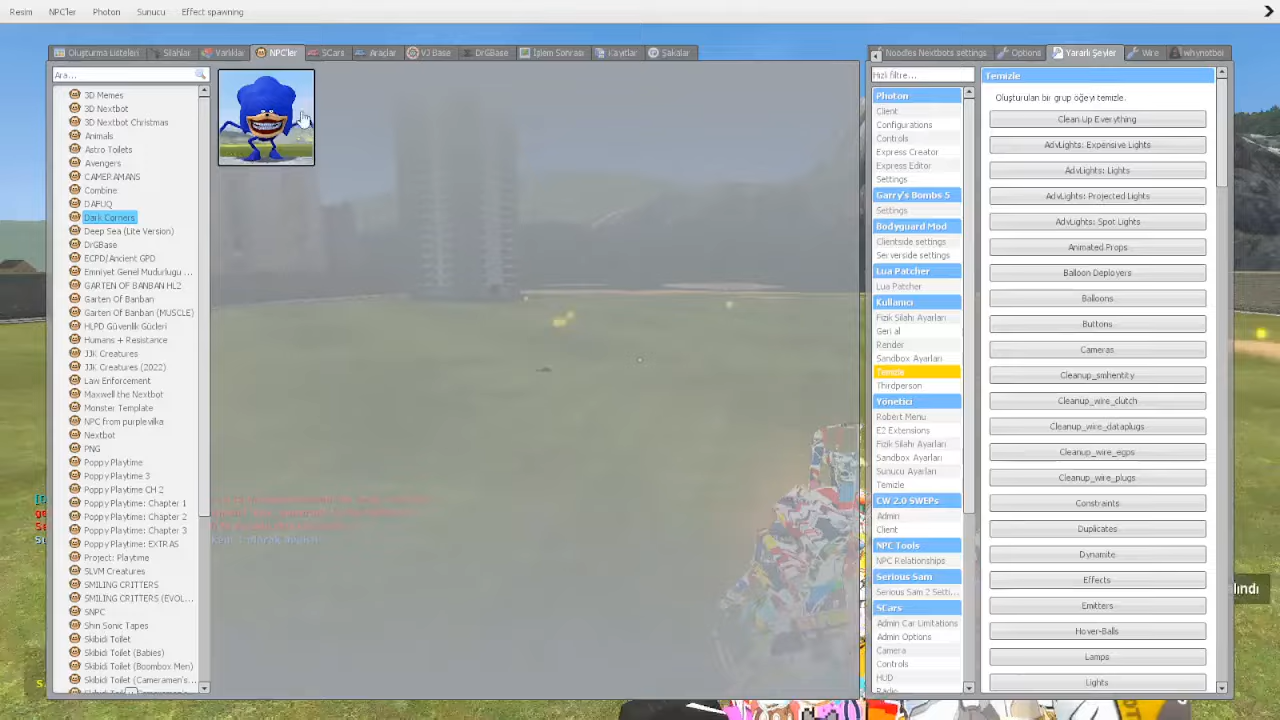 Resim NPC'ler Photon Sunucu Effect spawning
Oluşturma Listeleri Silahlar Varlıklar NPC'ler SCars Araçlar VJ Base DrGBase İşlem Sonrası Kayıtlar Şakalar
Ara...
3D Memes
3D Nextbot
3D Nextbot Christmas
Animals
Astro Toilets
Avengers
CAMERAMANS
Combine
DAFUQ
Dark Corners
Deep Sea (Lite Version)
DrGBase
ECPD/Ancient GPD
Emniyet Genel Mudurlugu ...
GARTEN OF BANBAN HL2
Garten Of Banban
Garten Of Banban (MUSCLE)
HLPD Güvenlik Güçleri
Humans + Resistance
JJK Creatures
JJK Creatures (2022)
Law Enforcement
Maxwell the Nextbot
Monster Template
NPC from purplevilka
Nextbot
PNG
Poppy Playtime
Poppy Playtime 3
Poppy Playtime CH 2
Poppy Playtime: Chapter 1
Poppy Playtime: Chapter 2
Poppy Playtime: Chapter 3
Poppy Playtime: EXTRAS
Project: Playtime
SLVM Creatures
SMILING CRITTERS
SMILING CRITTERS (EVOL...
SNPC
Shin Sonic Tapes
Skibidi Toilet
Skibidi Toilet (Babies)
Skibidi Toilet (Boombox Men)
Skibidi Toilet (Cameramen's...
Noodles Nextbots settings Options Yararlı Şeyler Wire whynotboi
Hızlı filtre...
Photon
Client
Configurations
Controls
Express Creator
Express Editor
Settings
Garry's Bombs 5
Settings
Bodyguard Mod
Clientside settings
Serverside settings
Lua Patcher
Lua Patcher
Kullanıcı
Fizik Silahı Ayarları
Geri al
Render
Sandbox Ayarları
Temizle
Thirdperson
Yönetici
Robert Menu
E2 Extensions
Fizik Silahı Ayarları
Sandbox Ayarları
Sunucu Ayarları
Temizle
CW 2.0 SWEPs
Admin
Client
NPC Tools
NPC Relationships
Serious Sam
Serious Sam 2 Setti...
SCars
Admin Car Limitations
Admin Options
Camera
Controls
HUD
Radio
Temizle
Oluşturulan bir grup öğeyi temizle.
Clean Up Everything
AdvLights: Expensive Lights
AdvLights: Lights
AdvLights: Projected Lights
AdvLights: Spot Lights
Animated Props
Balloon Deployers
Balloons
Buttons
Cameras
Cleanup_smhentity
Cleanup_wire_clutch
Cleanup_wire_dataplugs
Cleanup_wire_egps
Cleanup_wire_plugs
Constraints
Duplicates
Dynamite
Effects
Emitters
Hover-Balls
Lamps
Lights